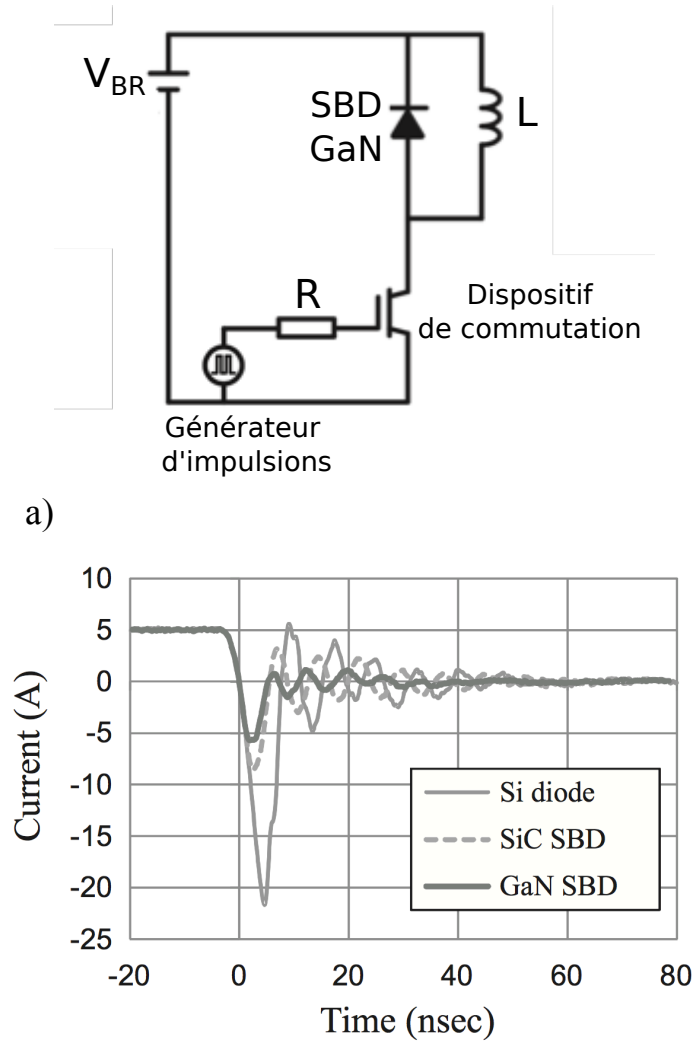 V_BR
SBD
GaN
L
R
Dispositif
de commutation
Générateur
d'impulsions
a)
10
5
0
-5
-10
-15
-20
-25
Current (A)
Si diode
SiC SBD
GaN SBD
-20
0
20
40
60
80
Time (nsec)